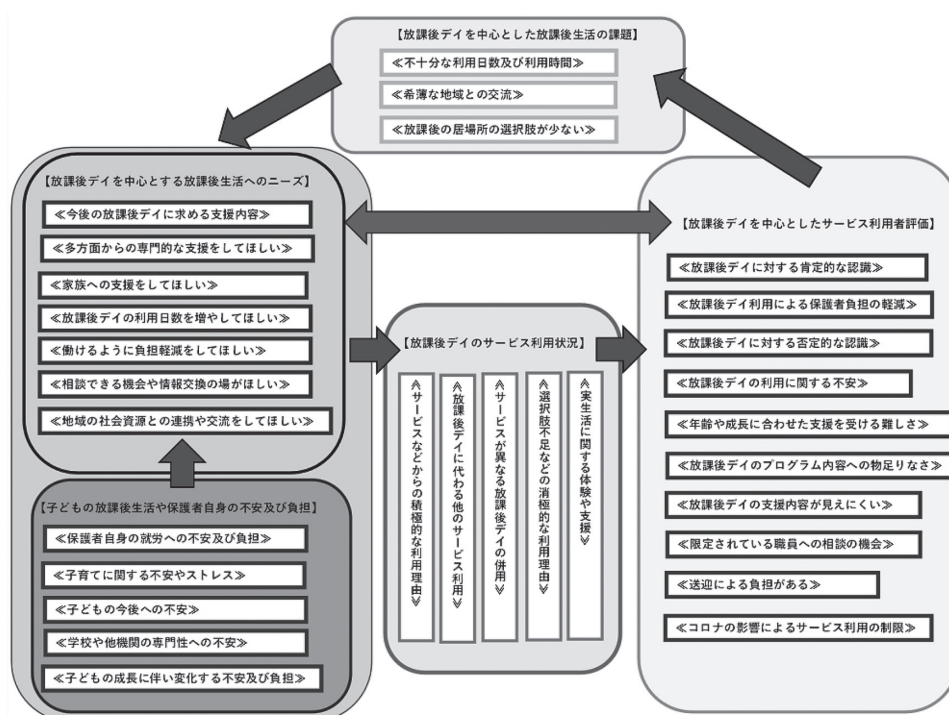 【放課後デイを中心とした放課後生活の課題】
≪不十分な利用日数及び利用時間≫
≪希薄な地域との交流≫
≪放課後の居場所の選択肢が少ない≫
【放課後デイを中心とする放課後生活へのニーズ】
≪今後の放課後デイに求める支援内容≫
≪多方面からの専門的な支援をしてほしい≫
≪家族への支援をしてほしい≫
≪放課後デイの利用日数を増やしてほしい≫
≪働けるように負担軽減をしてほしい≫
≪相談できる機会や情報交換の場がほしい≫
≪地域の社会資源との連携や交流をしてほしい≫
【子どもの放課後生活や保護者自身の不安及び負担】
≪保護者自身の就労への不安及び負担≫
≪子育てに関する不安やストレス≫
≪子どもの今後への不安≫
≪学校や他機関の専門性への不安≫
≪子どもの成長に伴い変化する不安及び負担≫
【放課後デイのサービス利用状況】
≪実生活に関する体験や支援≫
≪選択肢不足などの消極的な利用理由≫
≪サービスが異なる放課後デイの併用≫
≪放課後デイに代わる他のサービス利用≫
≪サービスなどからの積極的な利用理由≫
【放課後デイを中心としたサービス利用者評価】
≪放課後デイに対する肯定的な認識≫
≪放課後デイ利用による保護者負担の軽減≫
≪放課後デイに対する否定的な認識≫
≪放課後デイの利用に関する不安≫
≪年齢や成長に合わせた支援を受ける難しさ≫
≪放課後デイのプログラム内容への物足りなさ≫
≪放課後デイの支援内容が見えにくい≫
≪限定されている職員への相談の機会≫
≪送迎による負担がある≫
≪コロナの影響によるサービス利用の制限≫